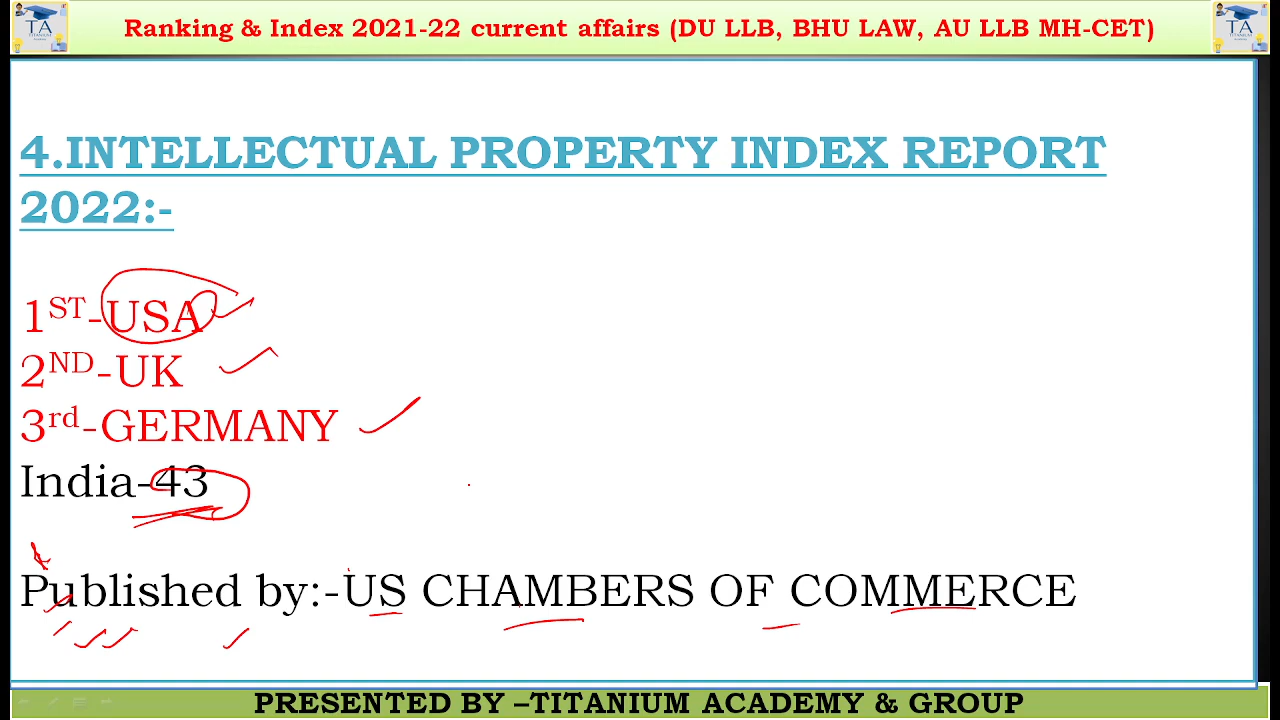 Ranking & Index 2021-22 current affairs (DU LLB, BHU LAW, AU LLB MH-CET)
TA
TA
4.INTELLECTUAL PROPERTY INDEX REPORT
2022:-
1ST-USA
2ND-UK
3rd-GERMANY
India-43
Published by:-US CHAMBERS OF COMMERCE
PRESENTED BY –TITANIUM ACADEMY & GROUP